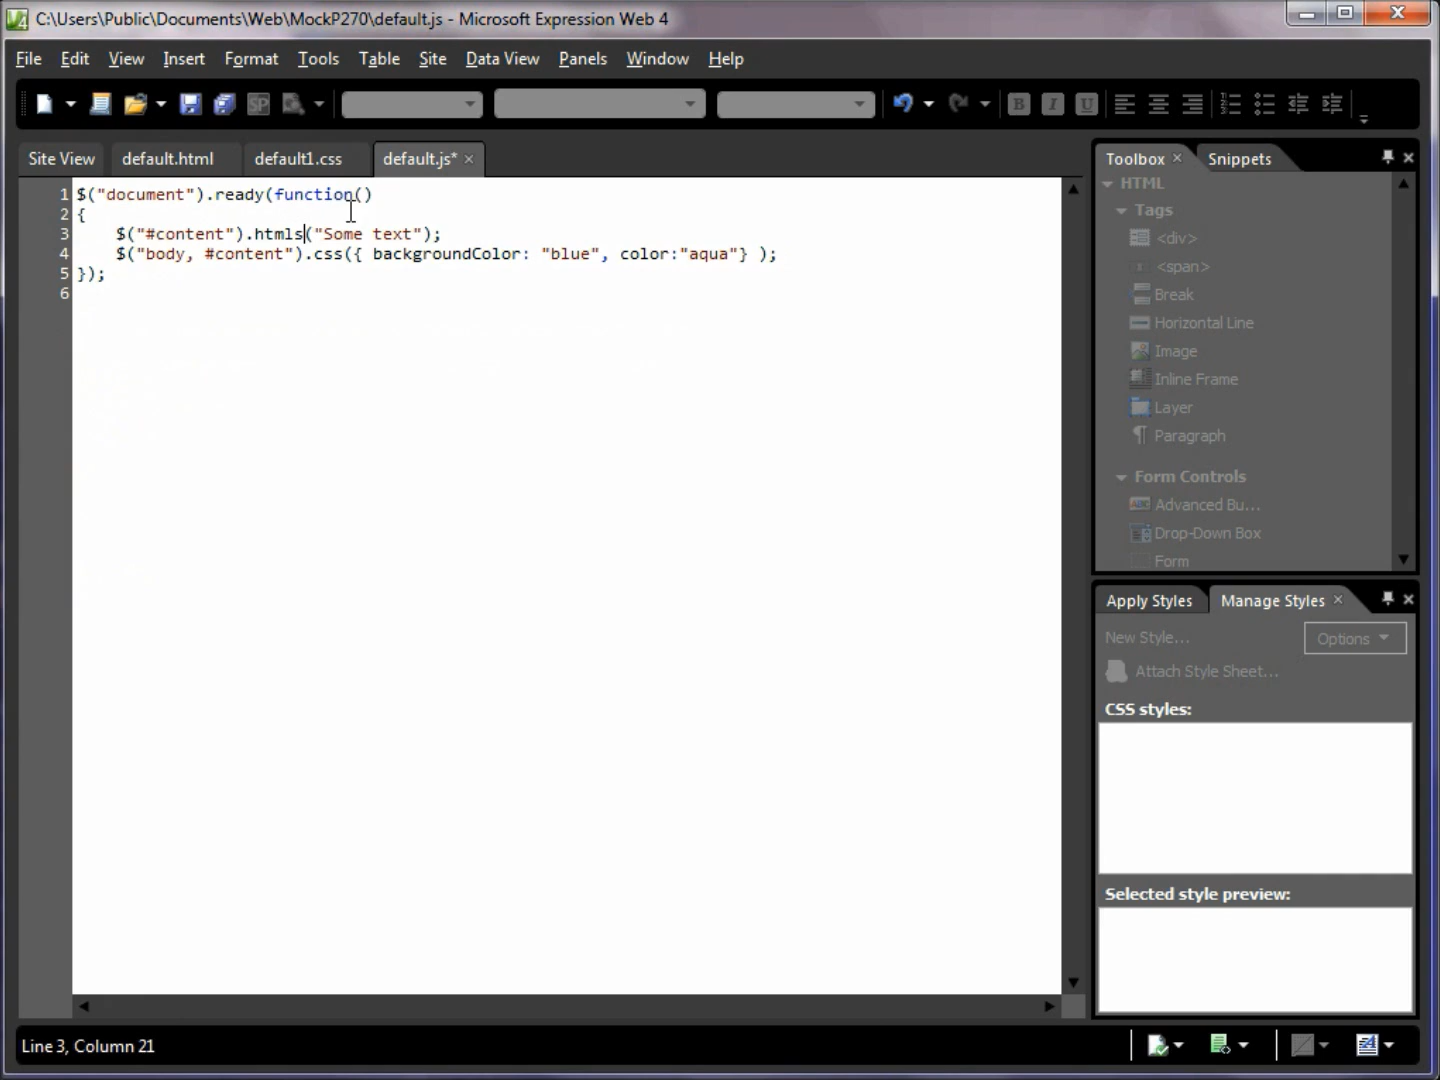 C:\Users\Public\Documents\Web\MockP270\default.js - Microsoft Expression Web 4
File Edit View Insert Format Tools Table Site Data View Panels Window Help
SP B I U
Site View default.html default1.css default.js*
Toolbox Snippets
1 $("document").ready(function()
2 {
3 $("#content").htmls("Some text");
4 $("body, #content").css({ backgroundColor: "blue", color:"aqua"} );
5 });
6
HTML
Tags
<div>
<span>
Break
Horizontal Line
Image
Inline Frame
Layer
Paragraph
Form Controls
Advanced Bu...
Drop-Down Box
Form
Apply Styles Manage Styles
New Style...
Options
Attach Style Sheet...
CSS styles:
Selected style preview:
Line 3, Column 21